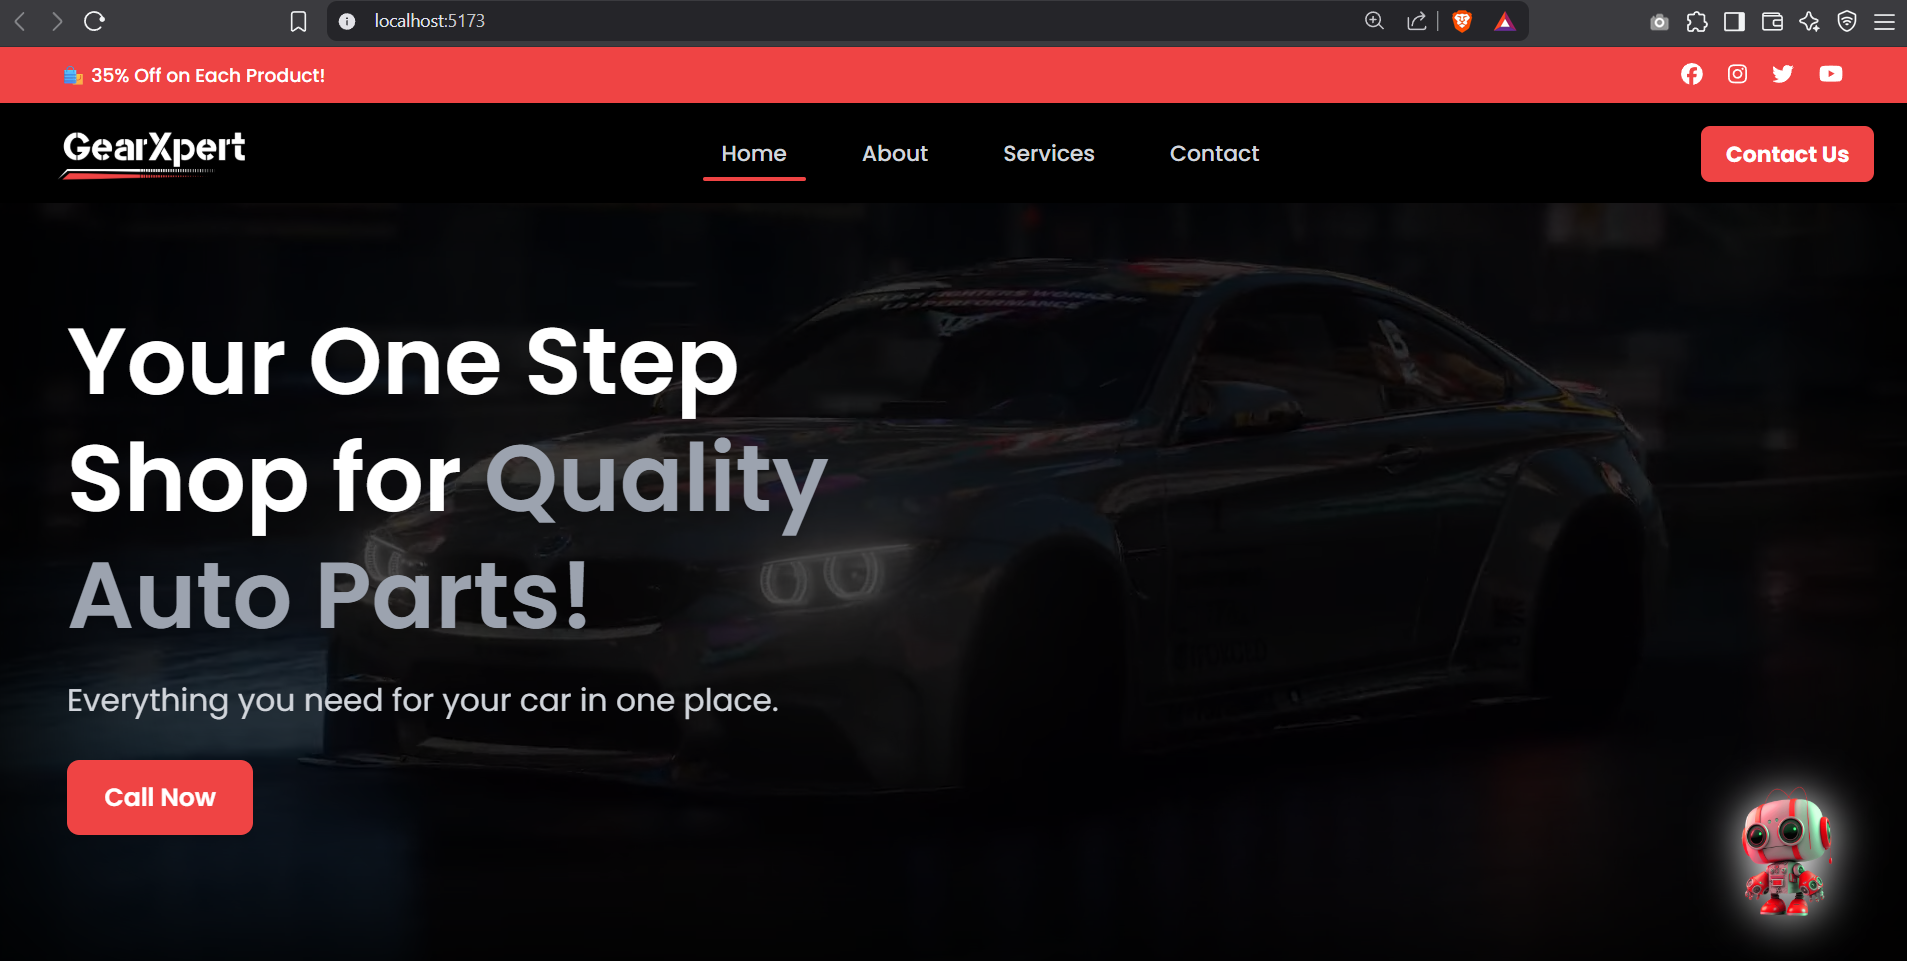 localhost:5173
35% Off on Each Product!
GearXpert
Home
About
Services
Contact
Contact Us
Your One Step
Shop for Quality
Auto Parts!
Everything you need for your car in one place.
Call Now